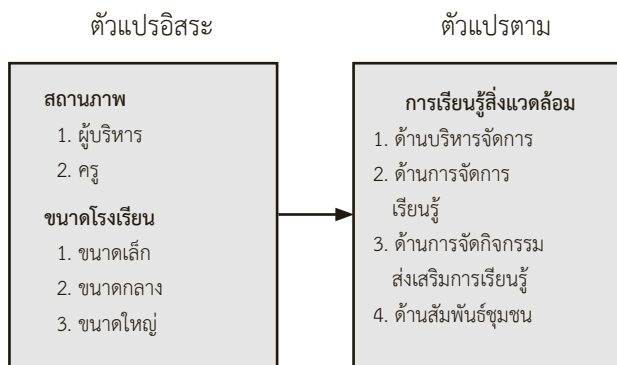 ตัวแปรอิสระ
สถานภาพ
1. ผู้บริหาร
2. ครู
ขนาดโรงเรียน
1. ขนาดเล็ก
2. ขนาดกลาง
3. ขนาดใหญ่
ตัวแปรตาม
การเรียนรู้สิ่งแวดล้อม
1. ด้านบริหารจัดการ
2. ด้านการจัดการ
เรียนรู้
3. ด้านการจัดกิจกรรม
ส่งเสริมการเรียนรู้
4. ด้านสัมพันธ์ชุมชน